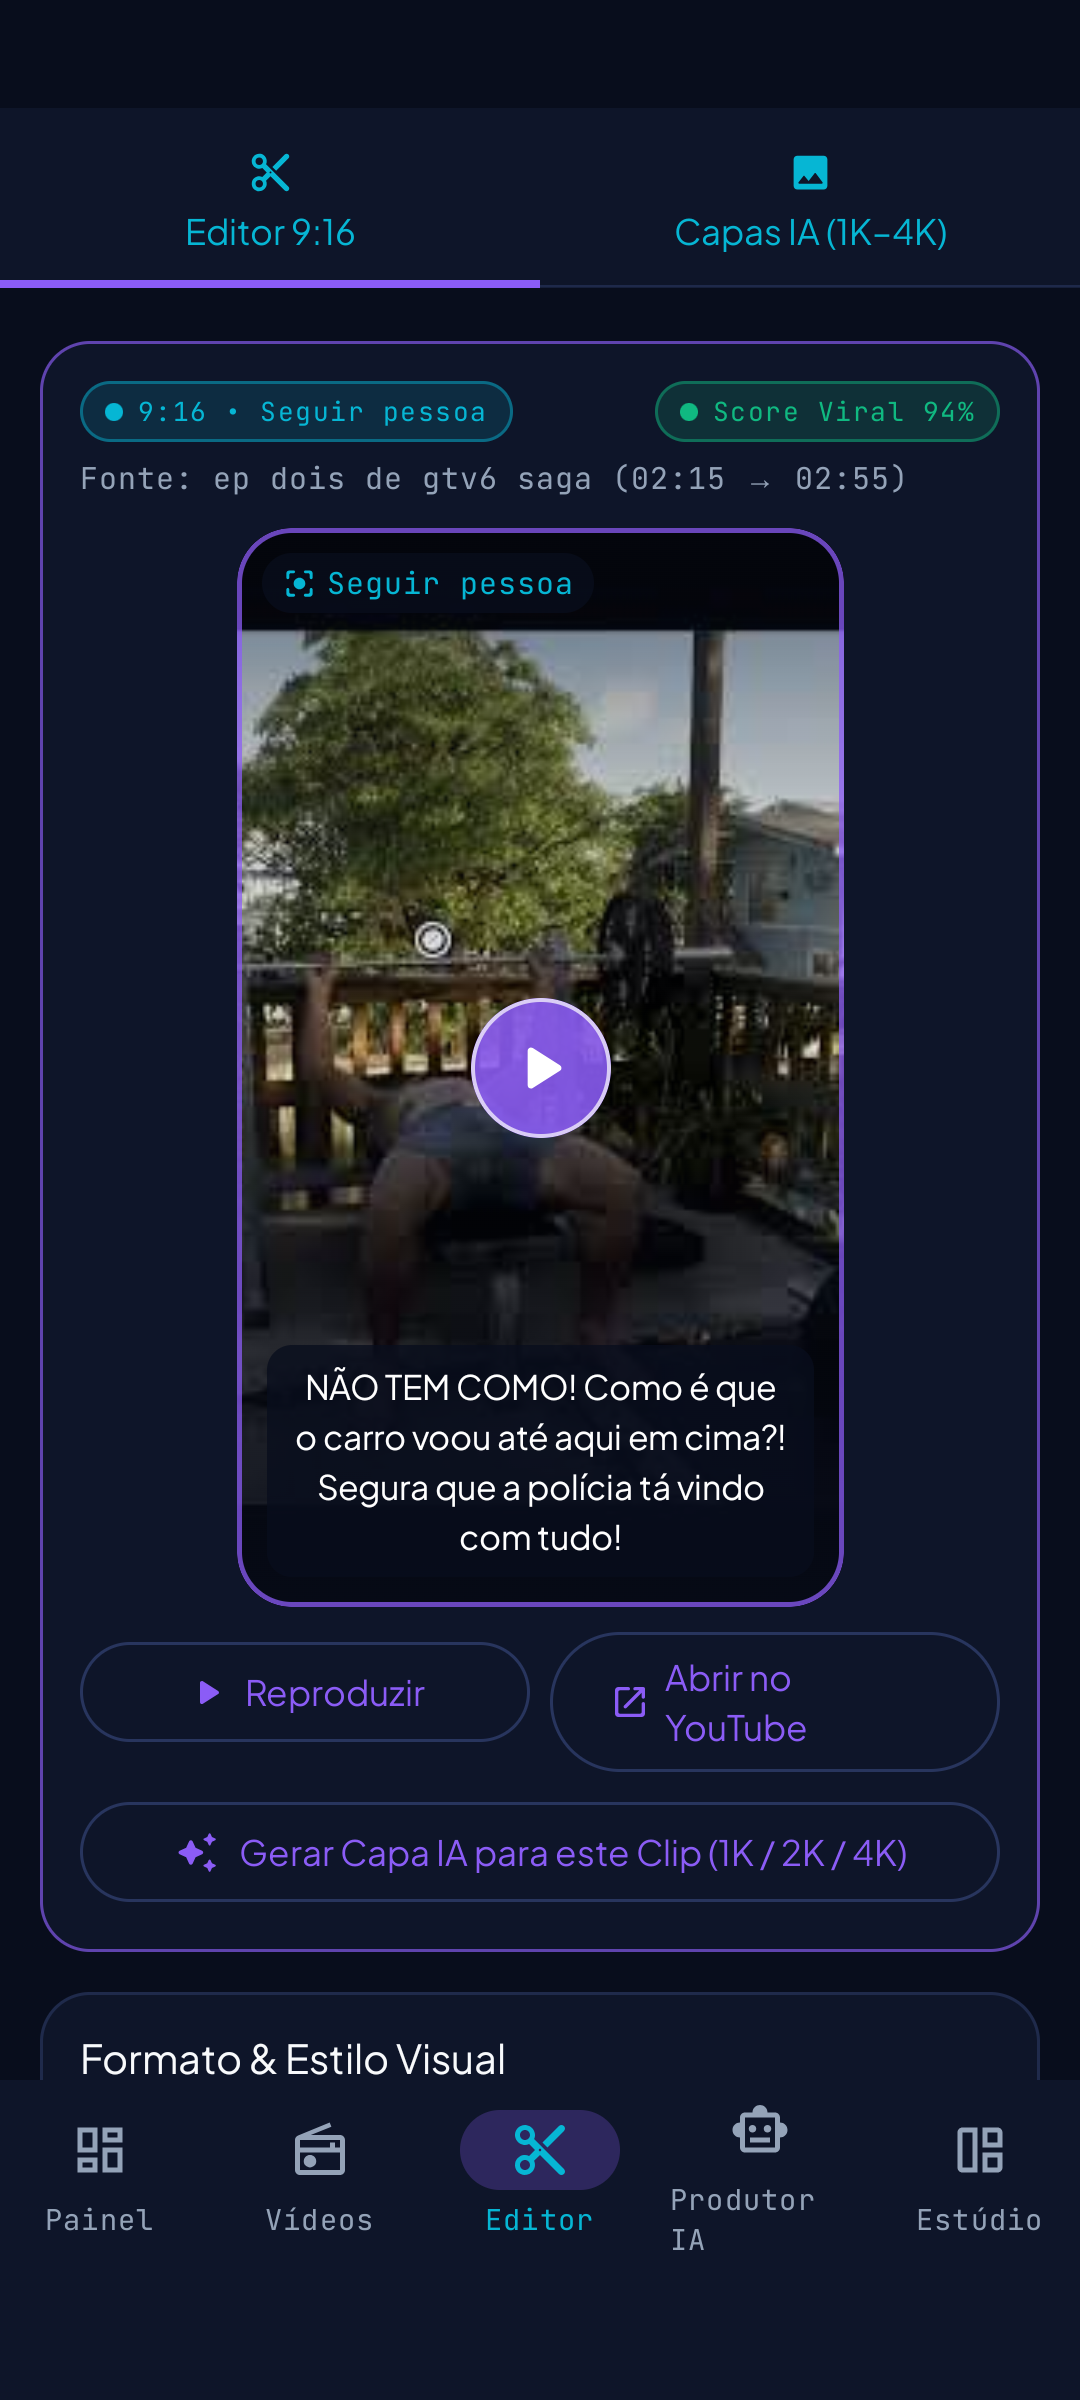 Editor 9:16
Capas IA (1K–4K)
9:16 • Seguir pessoa
Score Viral 94%
Fonte: ep dois de gtv6 saga (02:15 → 02:55)
Seguir pessoa
NÃO TEM COMO! Como é que
o carro voou até aqui em cima?!
Segura que a polícia tá vindo
com tudo!
Reproduzir
Abrir no
YouTube
Gerar Capa IA para este Clip (1K / 2K / 4K)
Formato & Estilo Visual
Painel
Vídeos
Editor
Produtor
IA
Estúdio